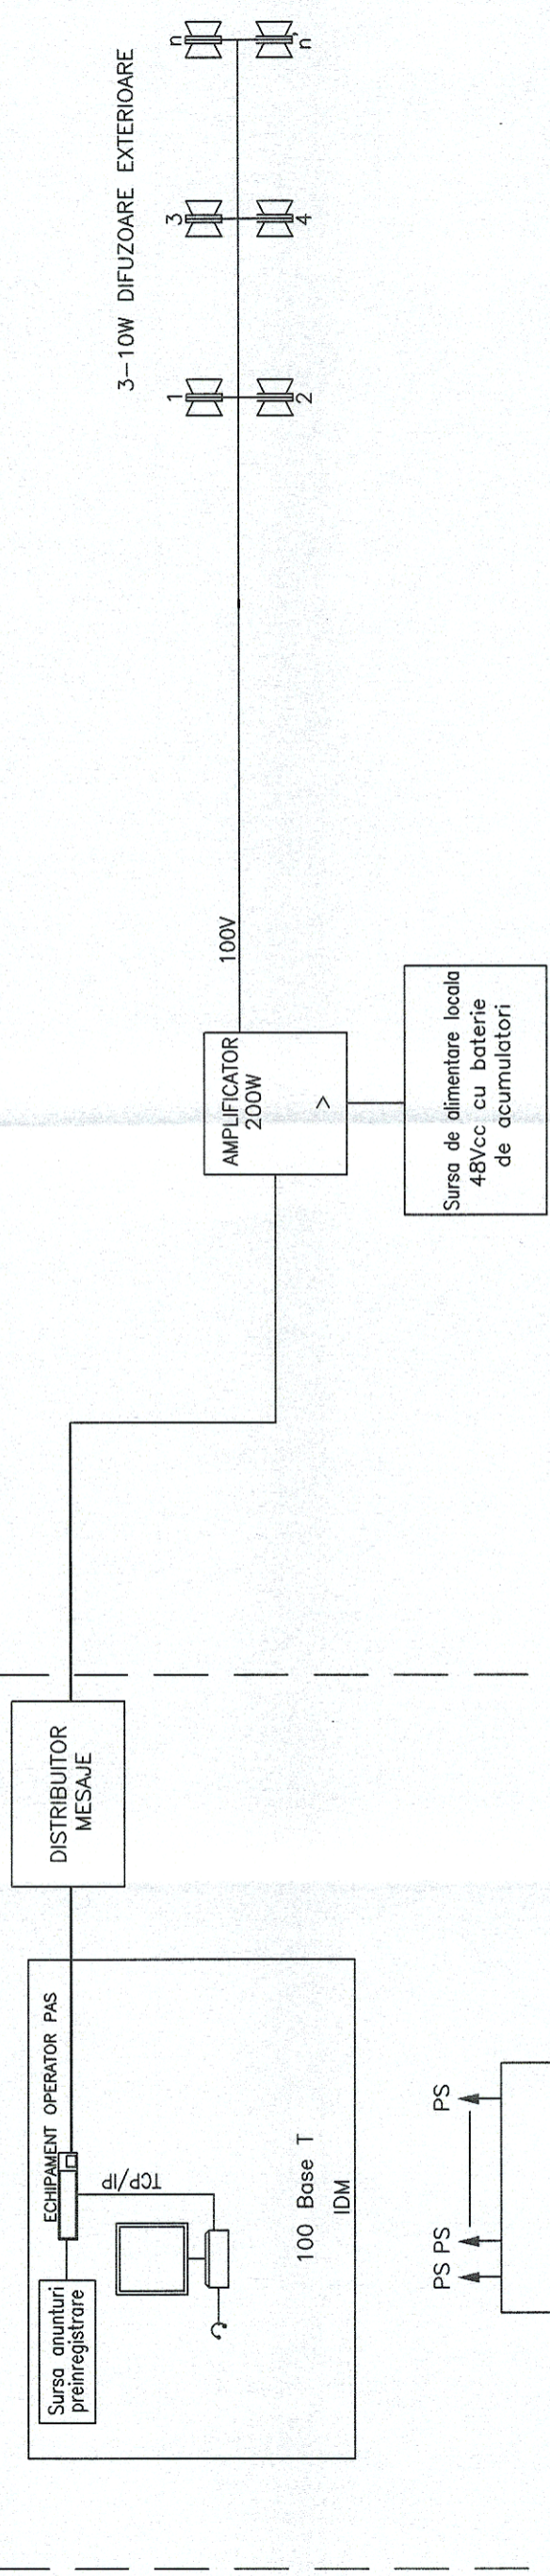 Sursa anunturi
preinregistrare
ECHIPAMENT OPERATOR PAS
TCP/IP
100 Base T
IDM
PS PS
PS
DISTRIBUITOR
MESAJE
AMPLIFICATOR
200W
>
Sursa de alimentare locala
48Vcc cu baterie
de acumulatori
100V
3-10W DIFUZOARE EXTERIOARE
1
2
3
4
n
n'